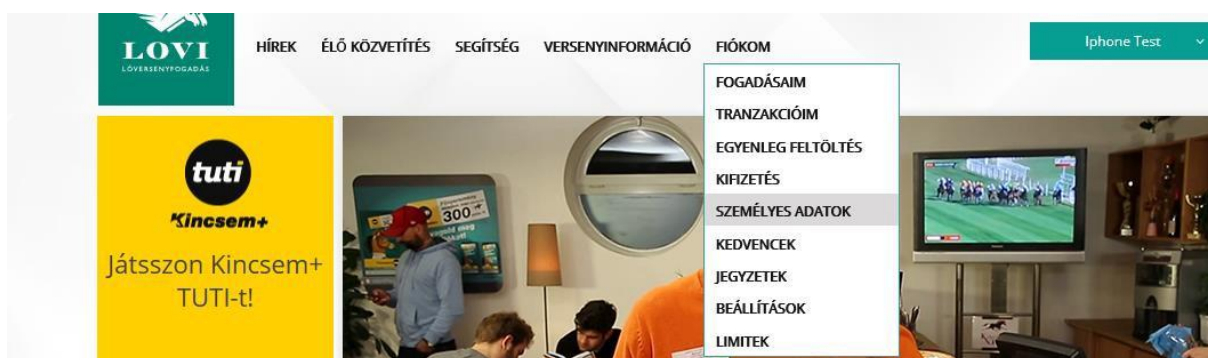 LOVI
LÓVERSENYFOGADÁS
HÍREK ÉLŐ KÖZVETÍTÉS SEGÍTSÉG VERSENYINFORMÁCIÓ FIÓKOM
Iphone Test
FOGADÁSAIM
TRANZAKCIÓIM
EGYENLEG FELTÖLTÉS
KIFIZETÉS
SZEMÉLYES ADATOK
KEDVENCEK
JEGYZETEK
BEÁLLÍTÁSOK
LIMITEK
tuti
Kincsem+
Játsszon Kincsem+
TUTI-t!
300